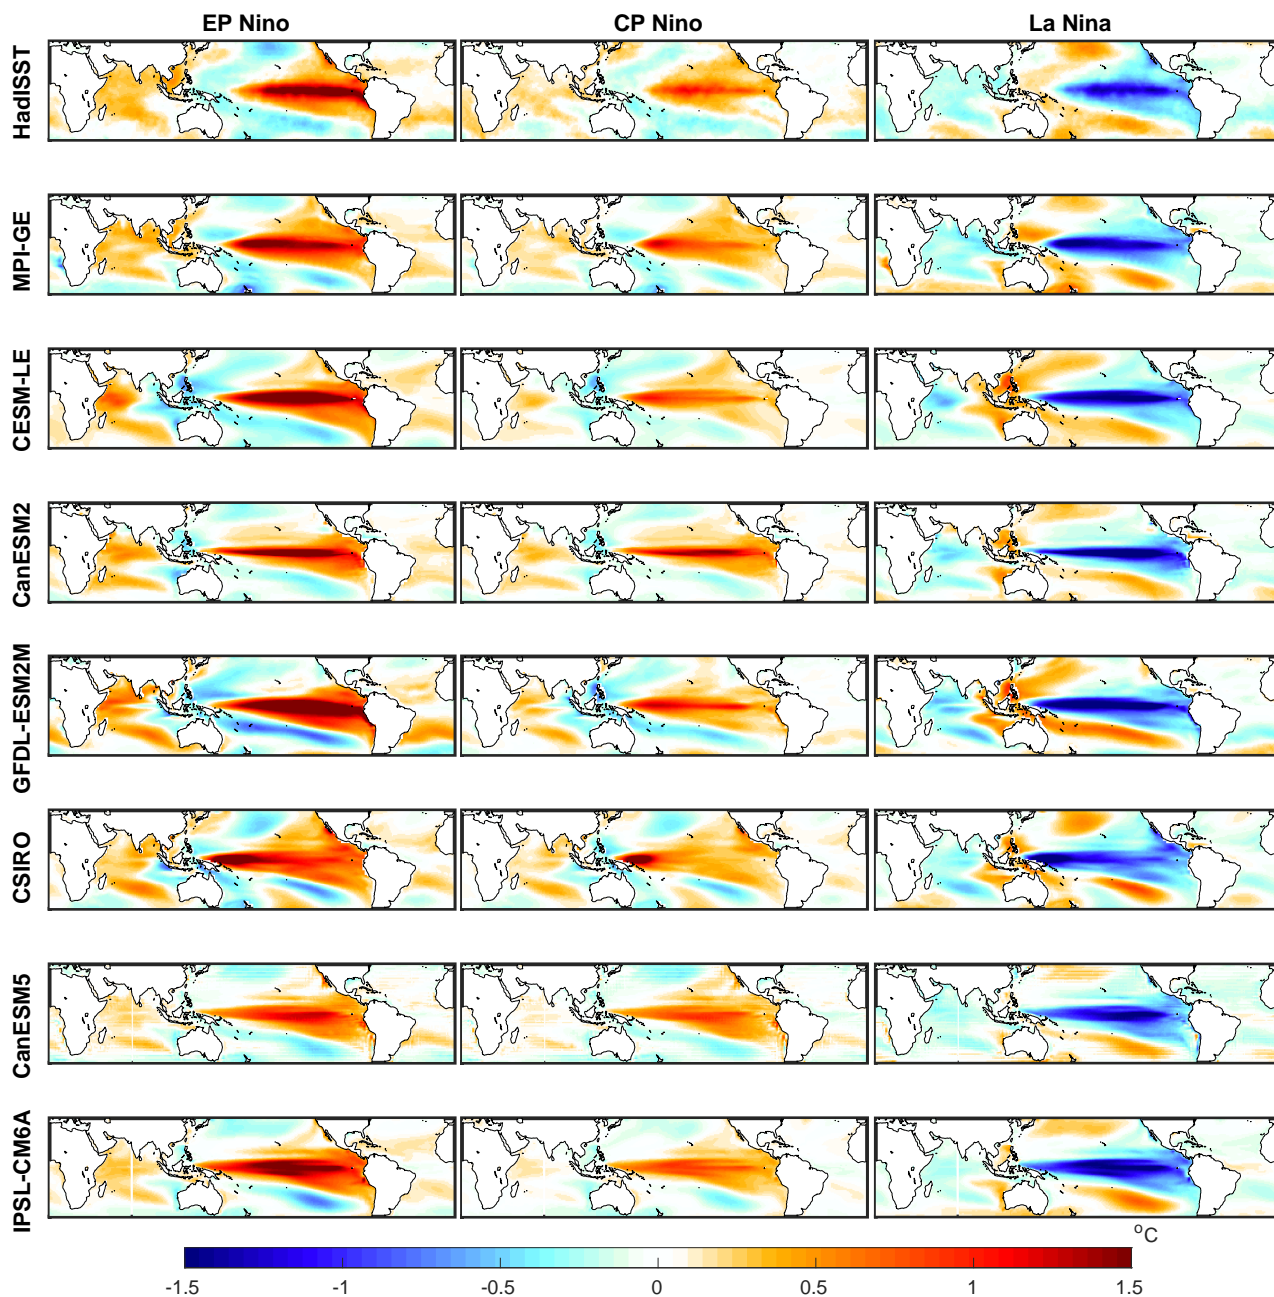 EP Nino CP Nino La Nina
HadISST
MPI-GE
CESM-LE
CanESM2
GFDL-ESM2M
CSIRO
CanESM5
IPSL-CM6A
°C
-1.5 -1 -0.5 0 0.5 1 1.5